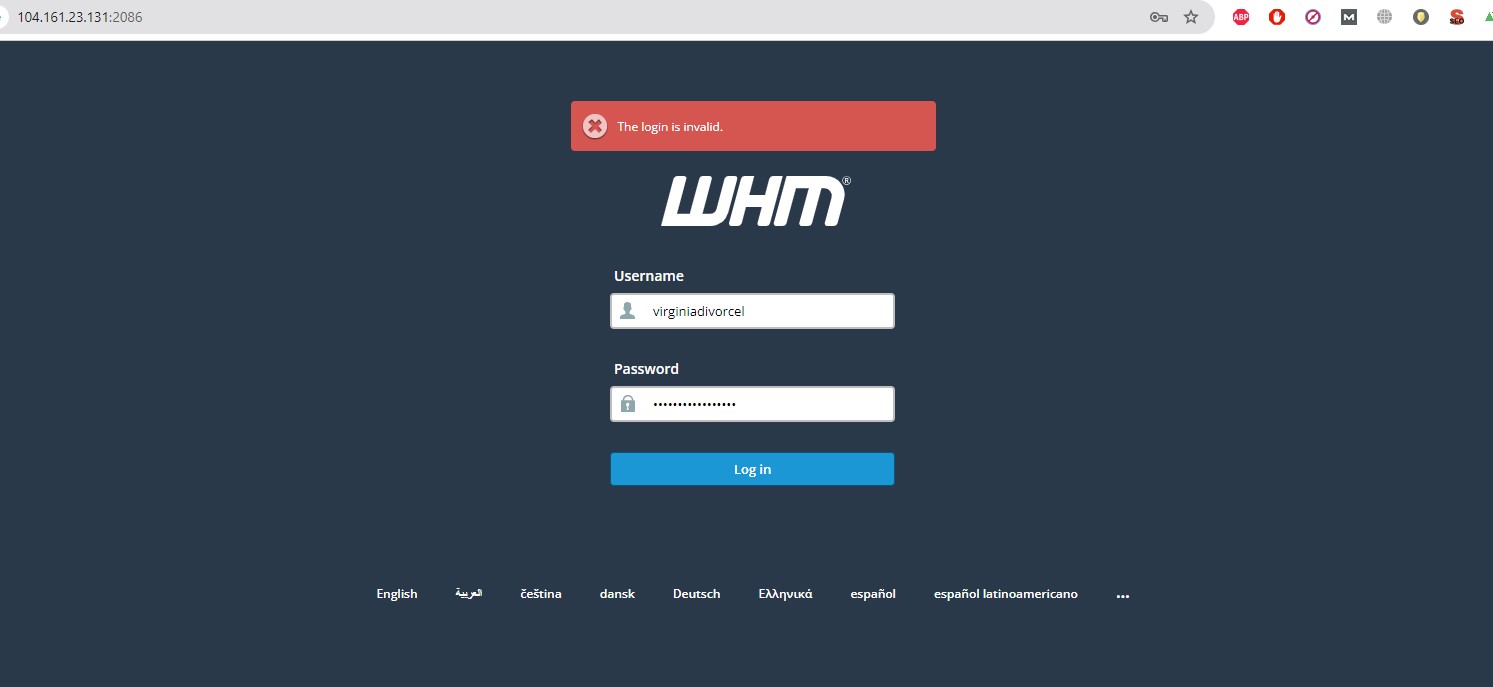 104.161.23.131:2086
ABP
M
SEO
The login is invalid.
WHM®
Username
virginiadivorcel
Password
•••••••••••••••••
Log in
English العربية čeština dansk Deutsch Ελληνικά español español latinoamericano ...